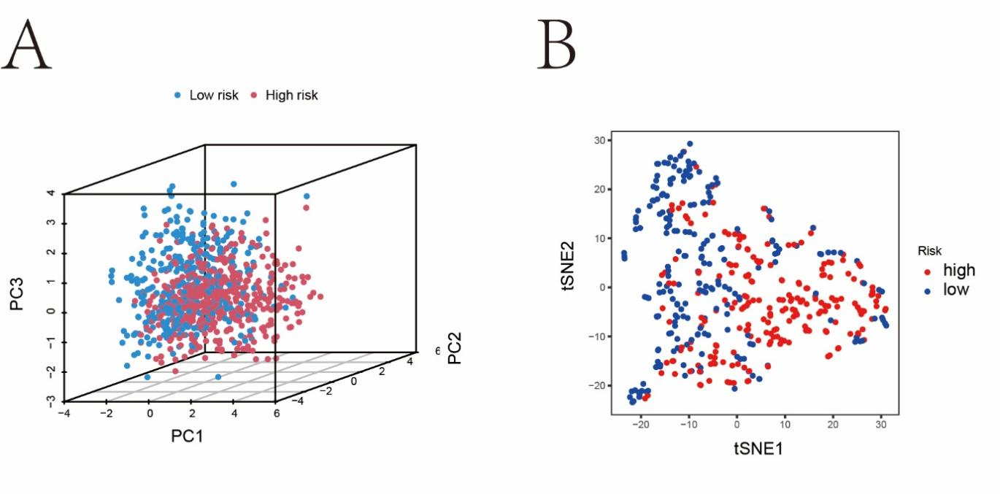 A
B
Low risk High risk
4
3
2
1
0
−1
−2
−3
PC3
−4 −2 0 2 4 6
PC1
−4 −2 0 2 4 6
PC2
30
20
10
0
−10
−20
tSNE2
−20 −10 0 10 20 30
tSNE1
Risk
high
low